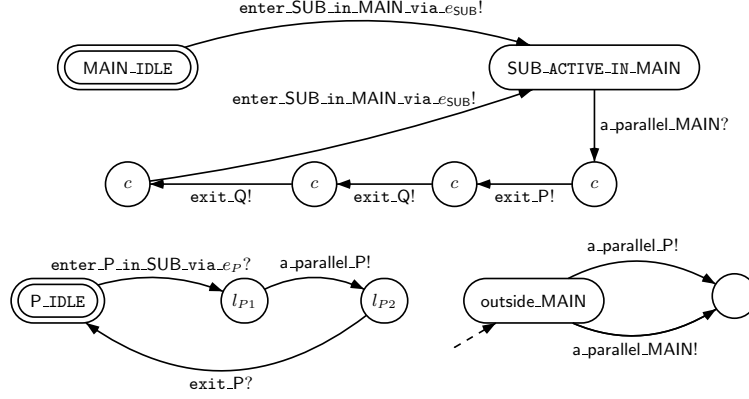 enter_SUB_in_MAIN_via_e_SUB!
MAIN_IDLE
SUB_ACTIVE_IN_MAIN
enter_SUB_in_MAIN_via_e_SUB!
a_parallel_MAIN?
c
c
c
c
exit_Q!
exit_Q!
exit_P!
enter_P_in_SUB_via_e_P?
a_parallel_P!
P_IDLE
l_P1
l_P2
exit_P?
a_parallel_P!
outside_MAIN
a_parallel_MAIN!